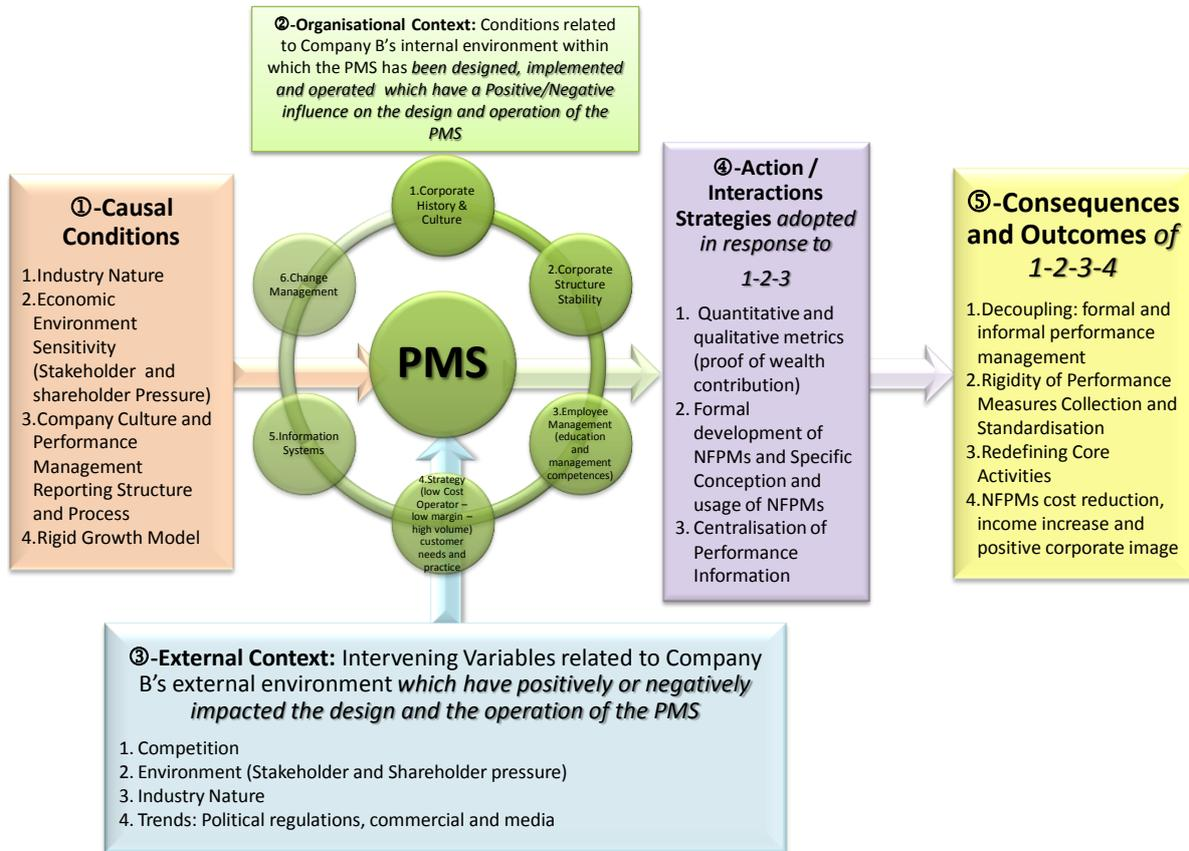 ②-Organisational Context: Conditions related
to Company B’s internal environment within
which the PMS has been designed, implemented
and operated which have a Positive/Negative
influence on the design and operation of the
PMS
①-Causal
Conditions
1.Industry Nature
2.Economic
Environment
Sensitivity
(Stakeholder and
shareholder Pressure)
3.Company Culture and
Performance
Management
Reporting Structure
and Process
4.Rigid Growth Model
1.Corporate
History &
Culture
2.Corporate
Structure
Stability
3.Employee
Management
(education
and
management
competences)
4.Strategy
(low Cost
Operator –
low margin –
high volume)
customer
needs and
practice
5.Information
Systems
6.Change
Management
PMS
③-External Context: Intervening Variables related to Company
B’s external environment which have positively or negatively
impacted the design and the operation of the PMS
1. Competition
2. Environment (Stakeholder and Shareholder pressure)
3. Industry Nature
4. Trends: Political regulations, commercial and media
④-Action /
Interactions
Strategies adopted
in response to
1-2-3
1. Quantitative and
qualitative metrics
(proof of wealth
contribution)
2. Formal
development of
NFPMs and Specific
Conception and
usage of NFPMs
3. Centralisation of
Performance
Information
⑤-Consequences
and Outcomes of
1-2-3-4
1.Decoupling: formal and
informal performance
management
2.Rigidity of Performance
Measures Collection and
Standardisation
3.Redefining Core
Activities
4.NFPMs cost reduction,
income increase and
positive corporate image